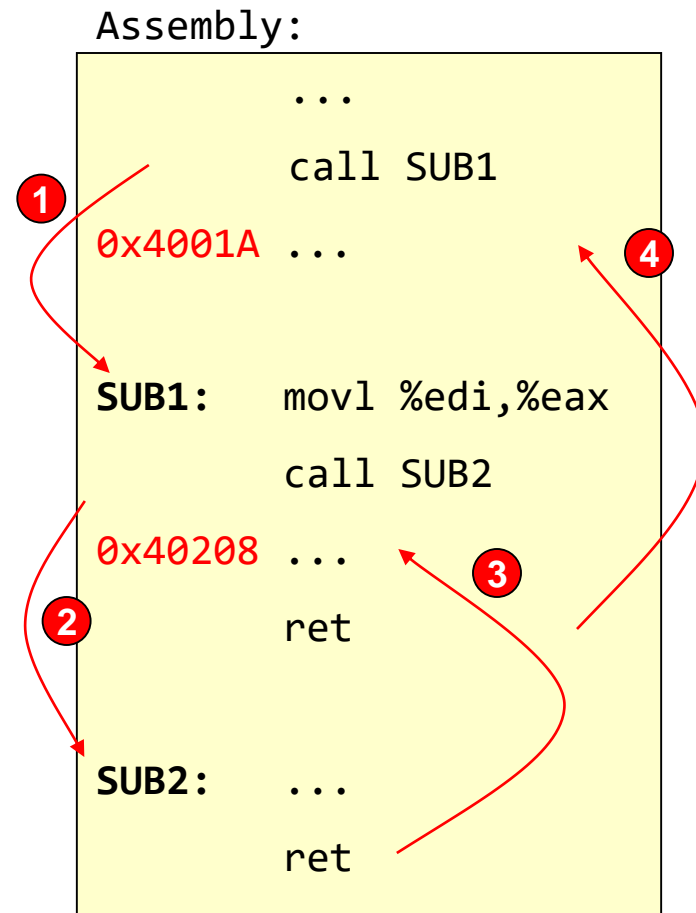 Assembly:
...
call SUB1
1
0x4001A ...
4
SUB1: movl %edi,%eax
call SUB2
0x40208 ...
3
2
ret
SUB2: ...
ret